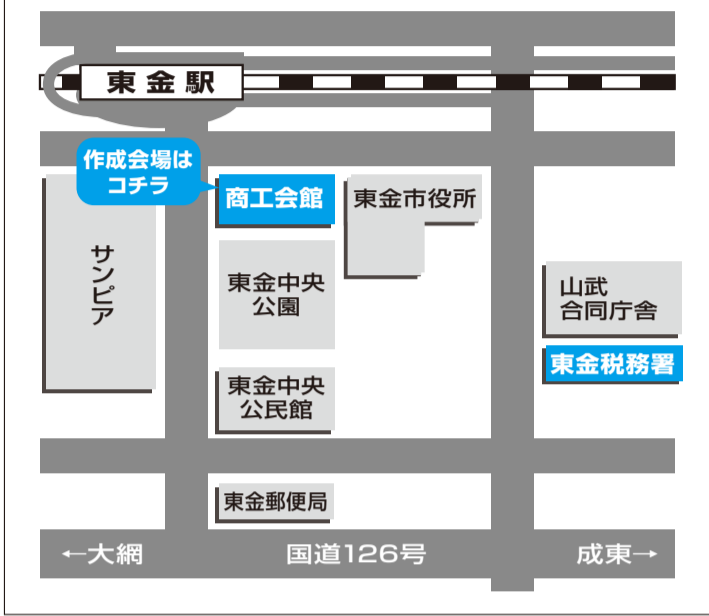 東金駅
作成会場は
コチラ
商工会館
東金市役所
サンピア
東金中央
公園
山武
合同庁舎
東金税務署
東金中央
公民館
東金郵便局
←大網
国道126号
成東→